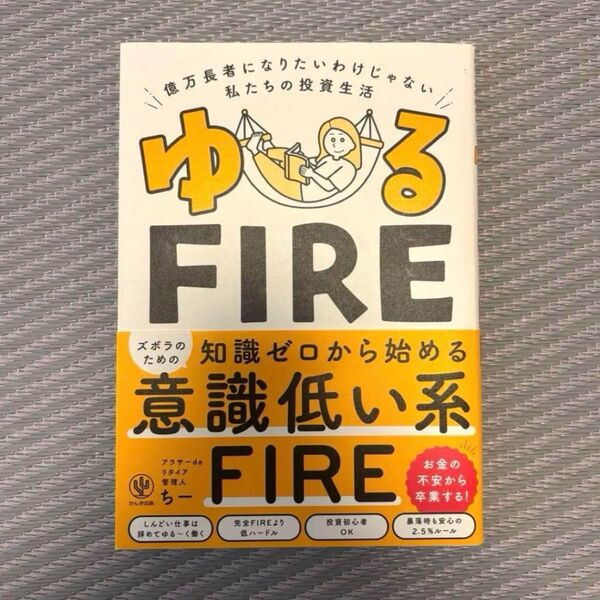 億万長者になりたいわけじゃない
私たちの投資生活
ゆる
FIRE
ズボラの
ための
知識ゼロから始める
意識低い系
FIRE
アラサーde
リタイア
管理人
ちー
かんき出版
お金の
不安から
卒業する!
しんどい仕事は
辞めてゆる〜く働く
完全FIREより
低ハードル
投資初心者
OK
暴落時も安心の
2.5%ルール